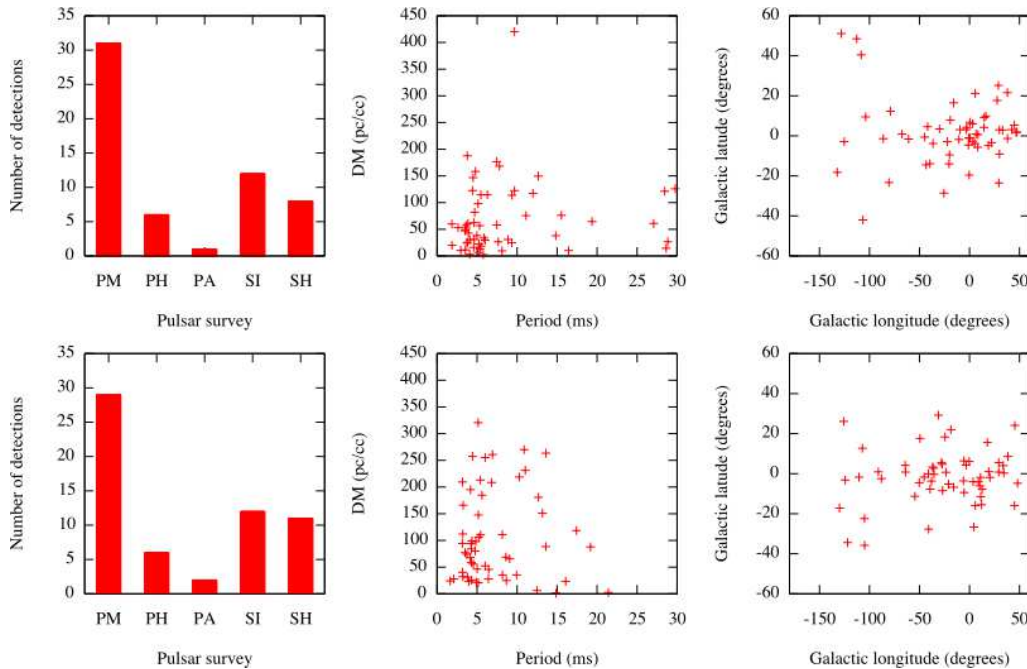 Number of detections
35
30
25
20
15
10
5
0
PM PH PA SI SH
Pulsar survey
DM (pc/cc)
450
400
350
300
250
200
150
100
50
0
0 5 10 15 20 25 30
Period (ms)
Galactic latitude (degrees)
60
40
20
0
-20
-40
-60
-150 -100 -50 0 50
Galactic longitude (degrees)
Number of detections
35
30
25
20
15
10
5
0
PM PH PA SI SH
Pulsar survey
DM (pc/cc)
450
400
350
300
250
200
150
100
50
0
0 5 10 15 20 25 30
Period (ms)
Galactic latitude (degrees)
60
40
20
0
-20
-40
-60
-150 -100 -50 0 50
Galactic longitude (degrees)